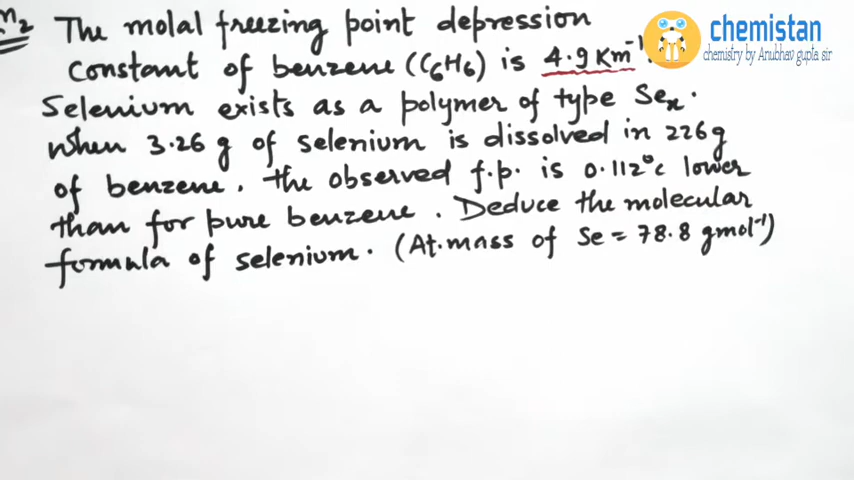 m2 The molal freezing point depression
constant of benzene (C6H6) is 4.9 Km⁻¹.
Selenium exists as a polymer of type Sex.
When 3.26 g of selenium is dissolved in 226g
of benzene, the observed f.p. is 0.112°c lower
than for pure benzene. Deduce the molecular
formula of selenium. (At.mass of Se = 78.8 gmol⁻¹)
chemistan
chemistry by Anubhav gupta sir